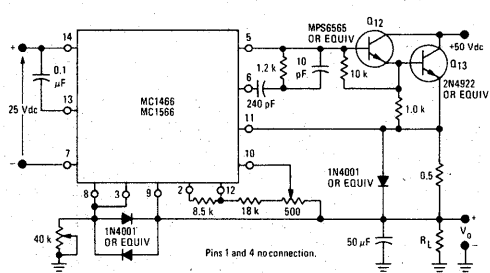 MPS6565
OR EQUIV
Q12
+50 Vdc
14
5
+
1.2 k
10
pF
10 k
Q13
0.1
μF
6
240 pF
2N4922
OR EQUIV
MC1466
MC1566
1.0 k
25 Vdc
13
11
7
10
1N4001
OR EQUIV
0.5
8
3
9
2
12
8.5 k
18 k
500
+
40 k
1N4001
OR EQUIV
50 μF
RL
Vo
Pins 1 and 4 no connection.